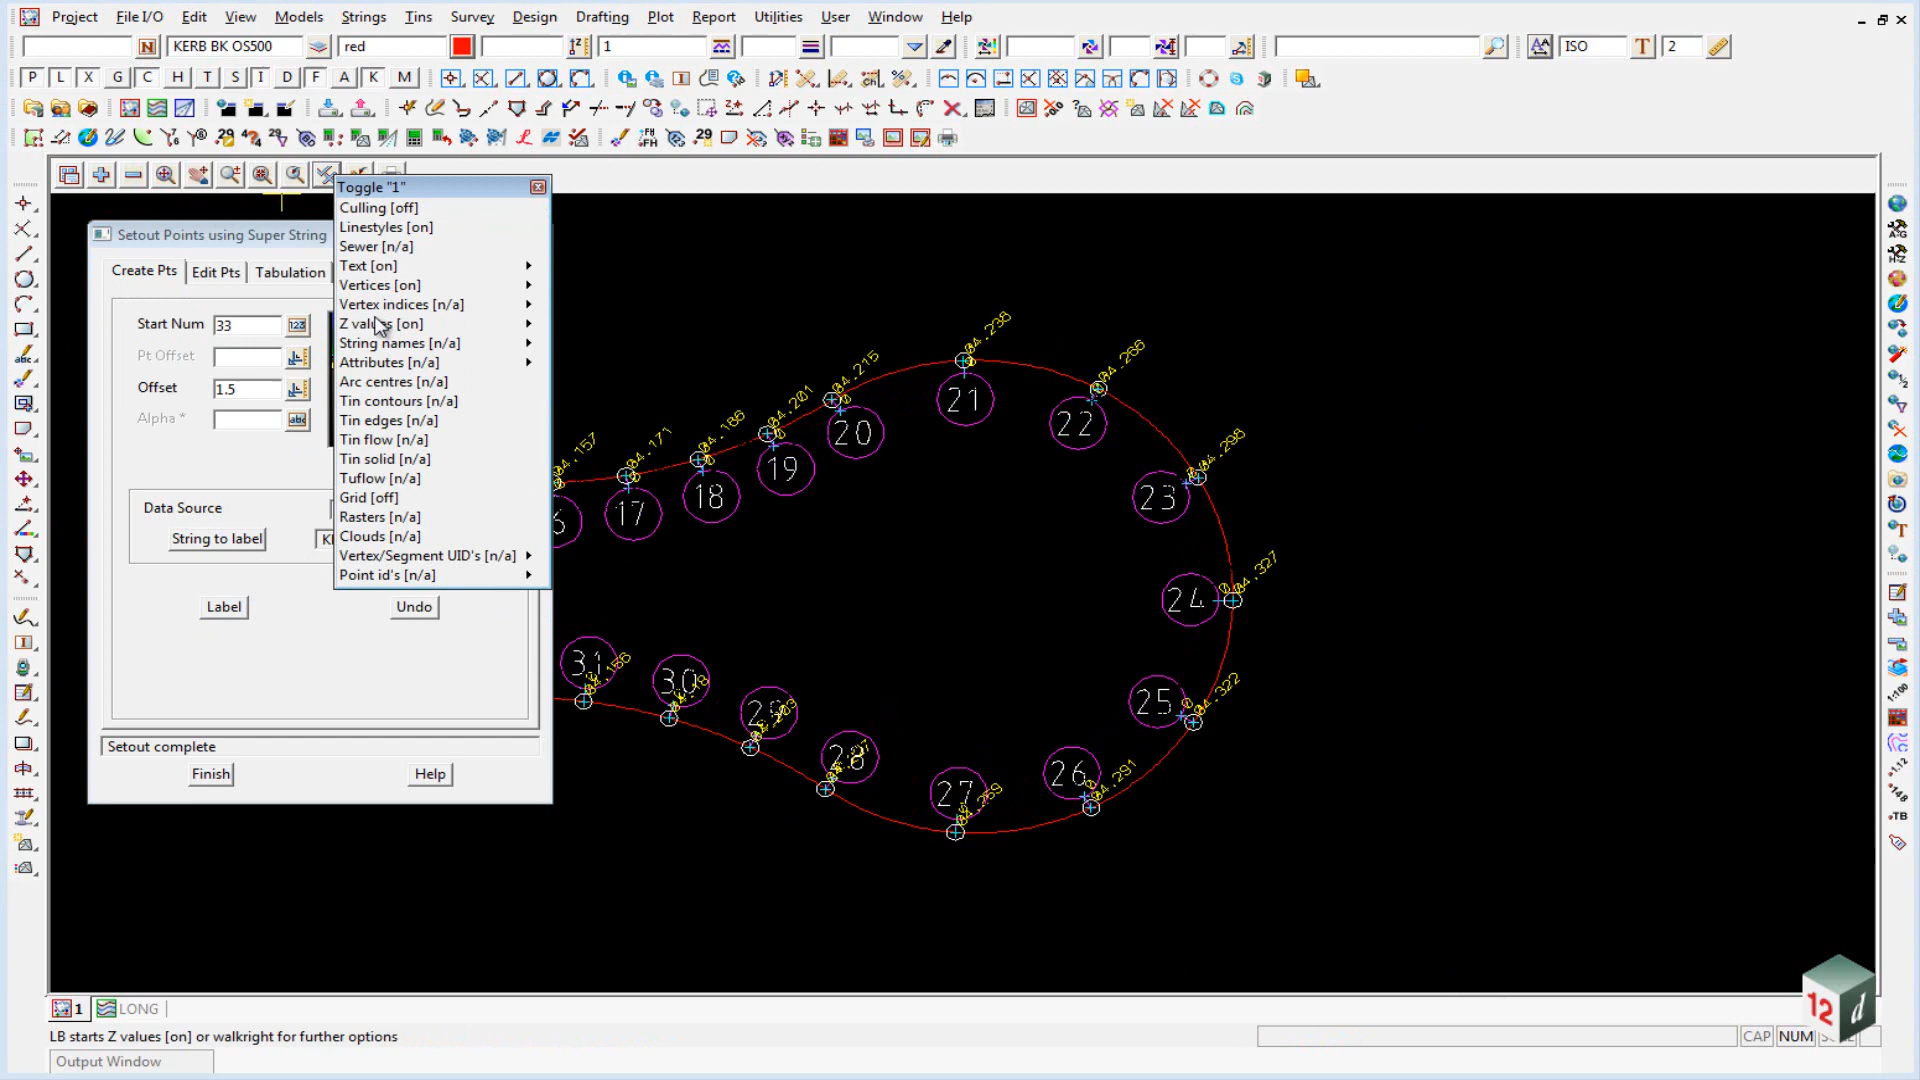 Project File I/O Edit View Models Strings Tins Survey Design Drafting Plot Report Utilities User Window Help
KERB BK OS500 red 1 ISO 2
P L X G C H T S I D F A K M
Toggle "1"
Culling [off]
Linestyles [on]
Sewer [n/a]
Text [on]
Vertices [on]
Vertex indices [n/a]
Z values [on]
String names [n/a]
Attributes [n/a]
Arc centres [n/a]
Tin contours [n/a]
Tin edges [n/a]
Tin flow [n/a]
Tin solid [n/a]
Tuflow [n/a]
Grid [off]
Rasters [n/a]
Clouds [n/a]
Vertex/Segment UID's [n/a]
Point id's [n/a]
Setout Points using Super String
Create Pts Edit Pts Tabulation
Start Num 33
Pt Offset
Offset 1.5
Alpha *
Data Source
String to label
Label Undo
Setout complete
Finish Help
17
18
19
20
21
22
23
24
25
26
27
28
29
30
31
1 LONG
LB starts Z values [on] or walkright for further options
CAP NUM
Output Window
12d